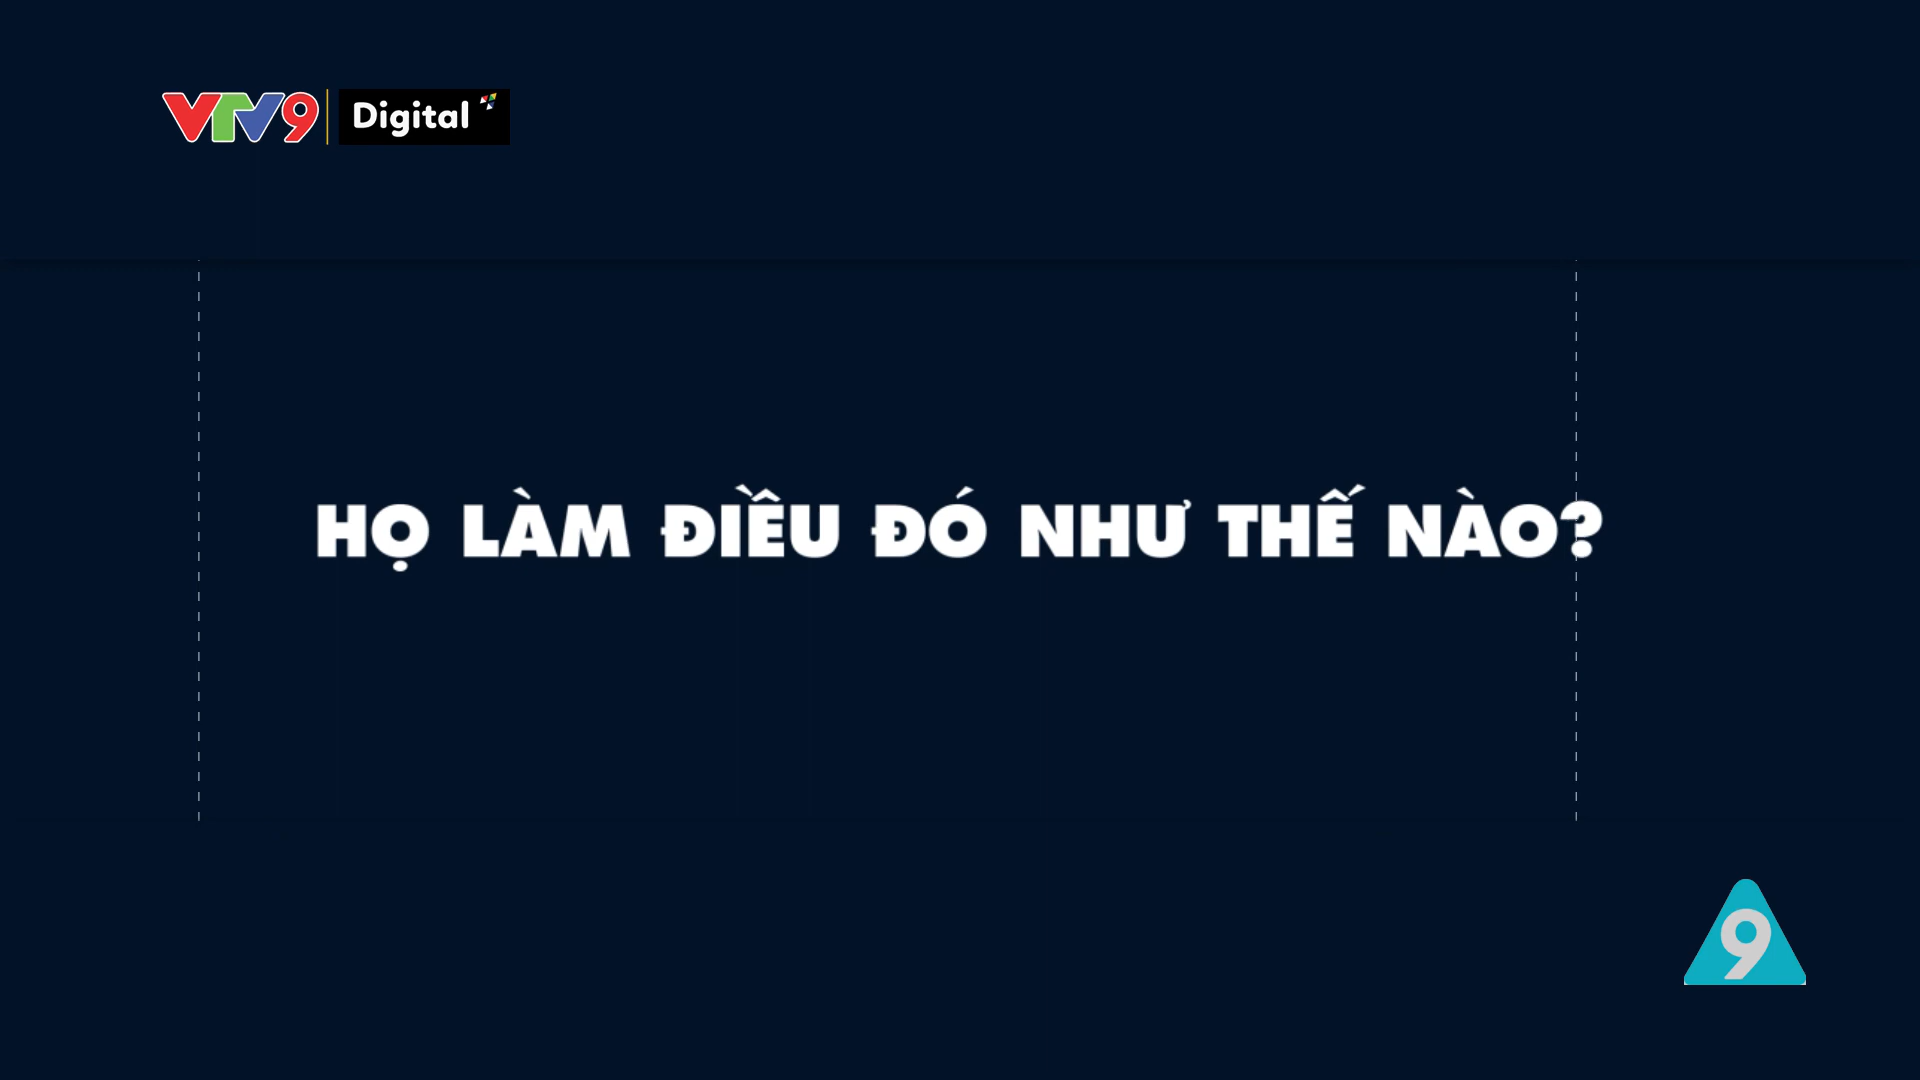 VTV9 Digital
HỌ LÀM ĐIỀU ĐÓ NHƯ THẾ NÀO?
9